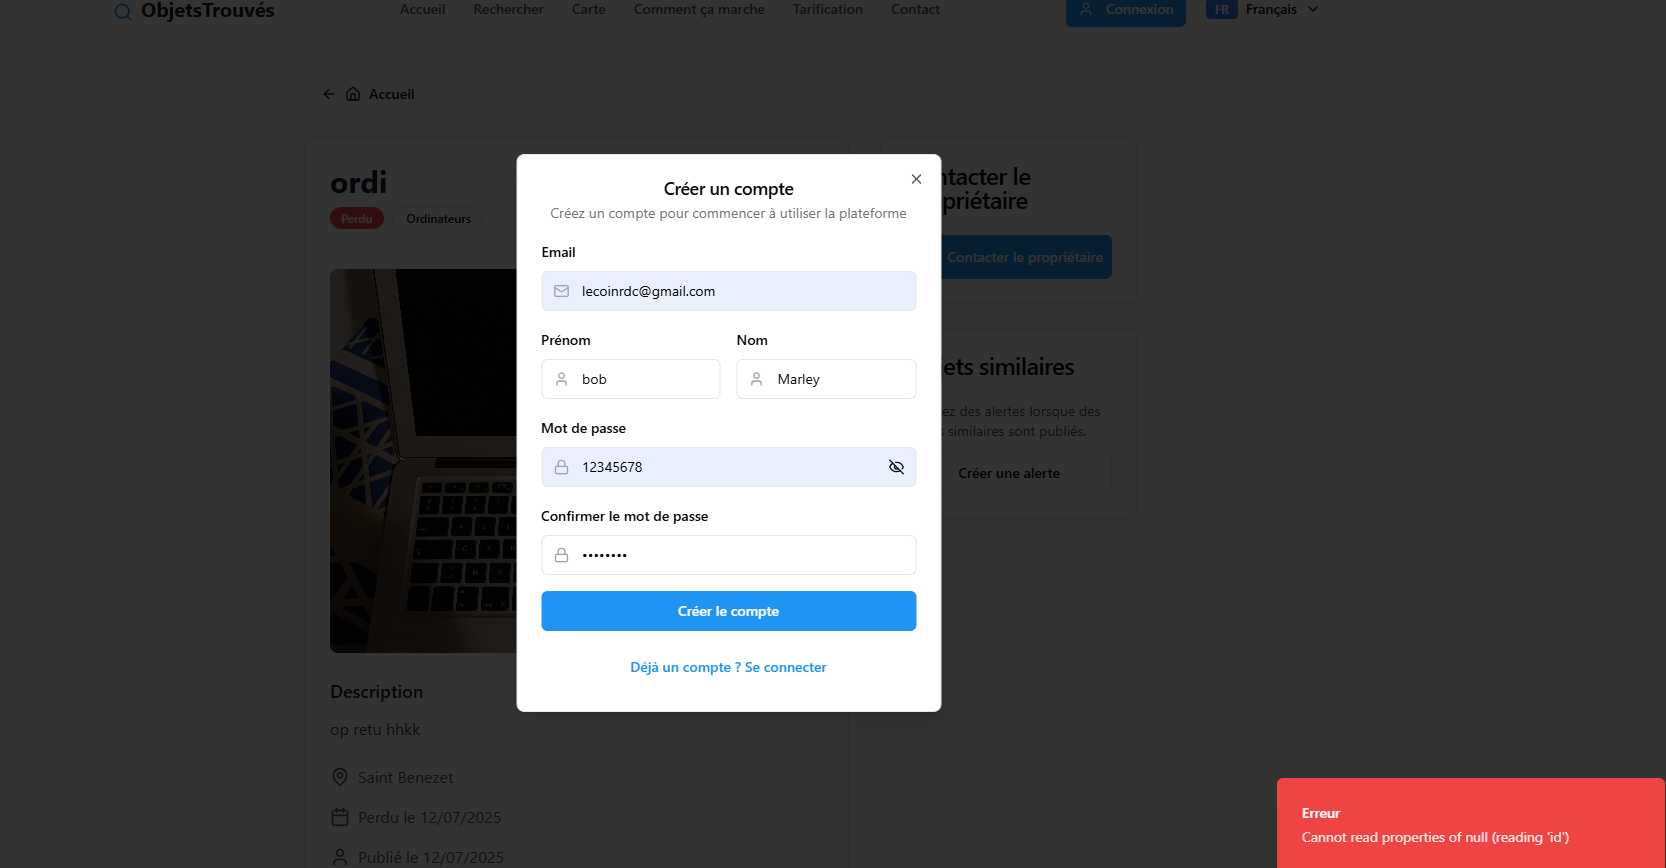 ObjetsTrouvés
Accueil Rechercher Carte Comment ça marche Tarification Contact
Connexion
FR Français
Accueil
ordi
Perdu Ordinateurs
Description
op retu hhkk
Saint Benezet
Perdu le 12/07/2025
Publié le 12/07/2025
Créer un compte
Créez un compte pour commencer à utiliser la plateforme
Email
lecoinrdc@gmail.com
Prénom Nom
bob Marley
Mot de passe
12345678
Confirmer le mot de passe
••••••••
Créer le compte
Déjà un compte ? Se connecter
ntacter le
priétaire
Contacter le propriétaire
ets similaires
ez des alertes lorsque des
similaires sont publiés.
Créer une alerte
Erreur
Cannot read properties of null (reading 'id')